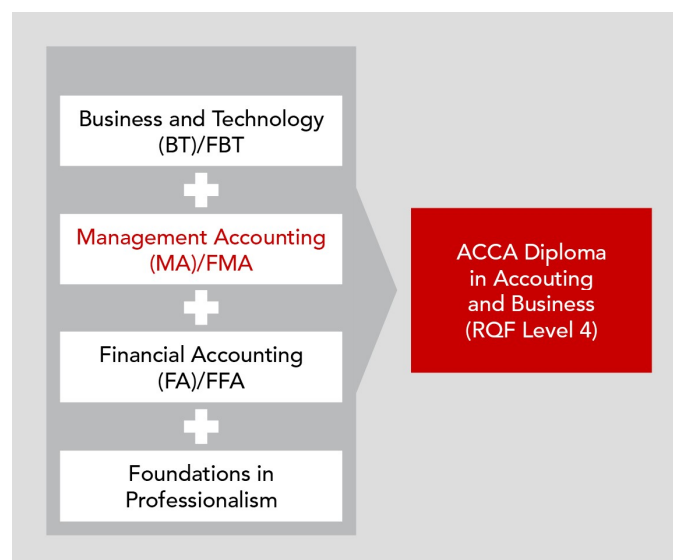 Business and Technology
(BT)/FBT
Management Accounting
(MA)/FMA
Financial Accounting
(FA)/FFA
Foundations in
Professionalism
ACCA Diploma
in Accouting
and Business
(RQF Level 4)